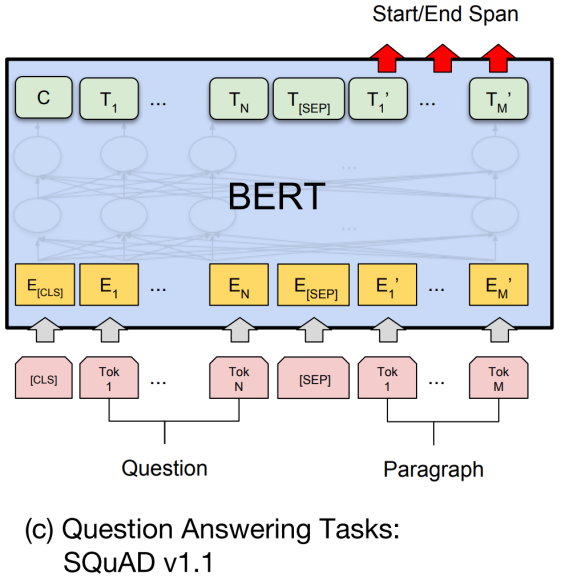 Start/End Span
C T1 ... TN T[SEP] T1’ ... TM’
...
BERT
...
E[CLS] E1 ... EN E[SEP] E1’ ... EM’
[CLS] Tok 1 ... Tok N [SEP] Tok 1 ... Tok M
Question Paragraph
(c) Question Answering Tasks:
SQuAD v1.1